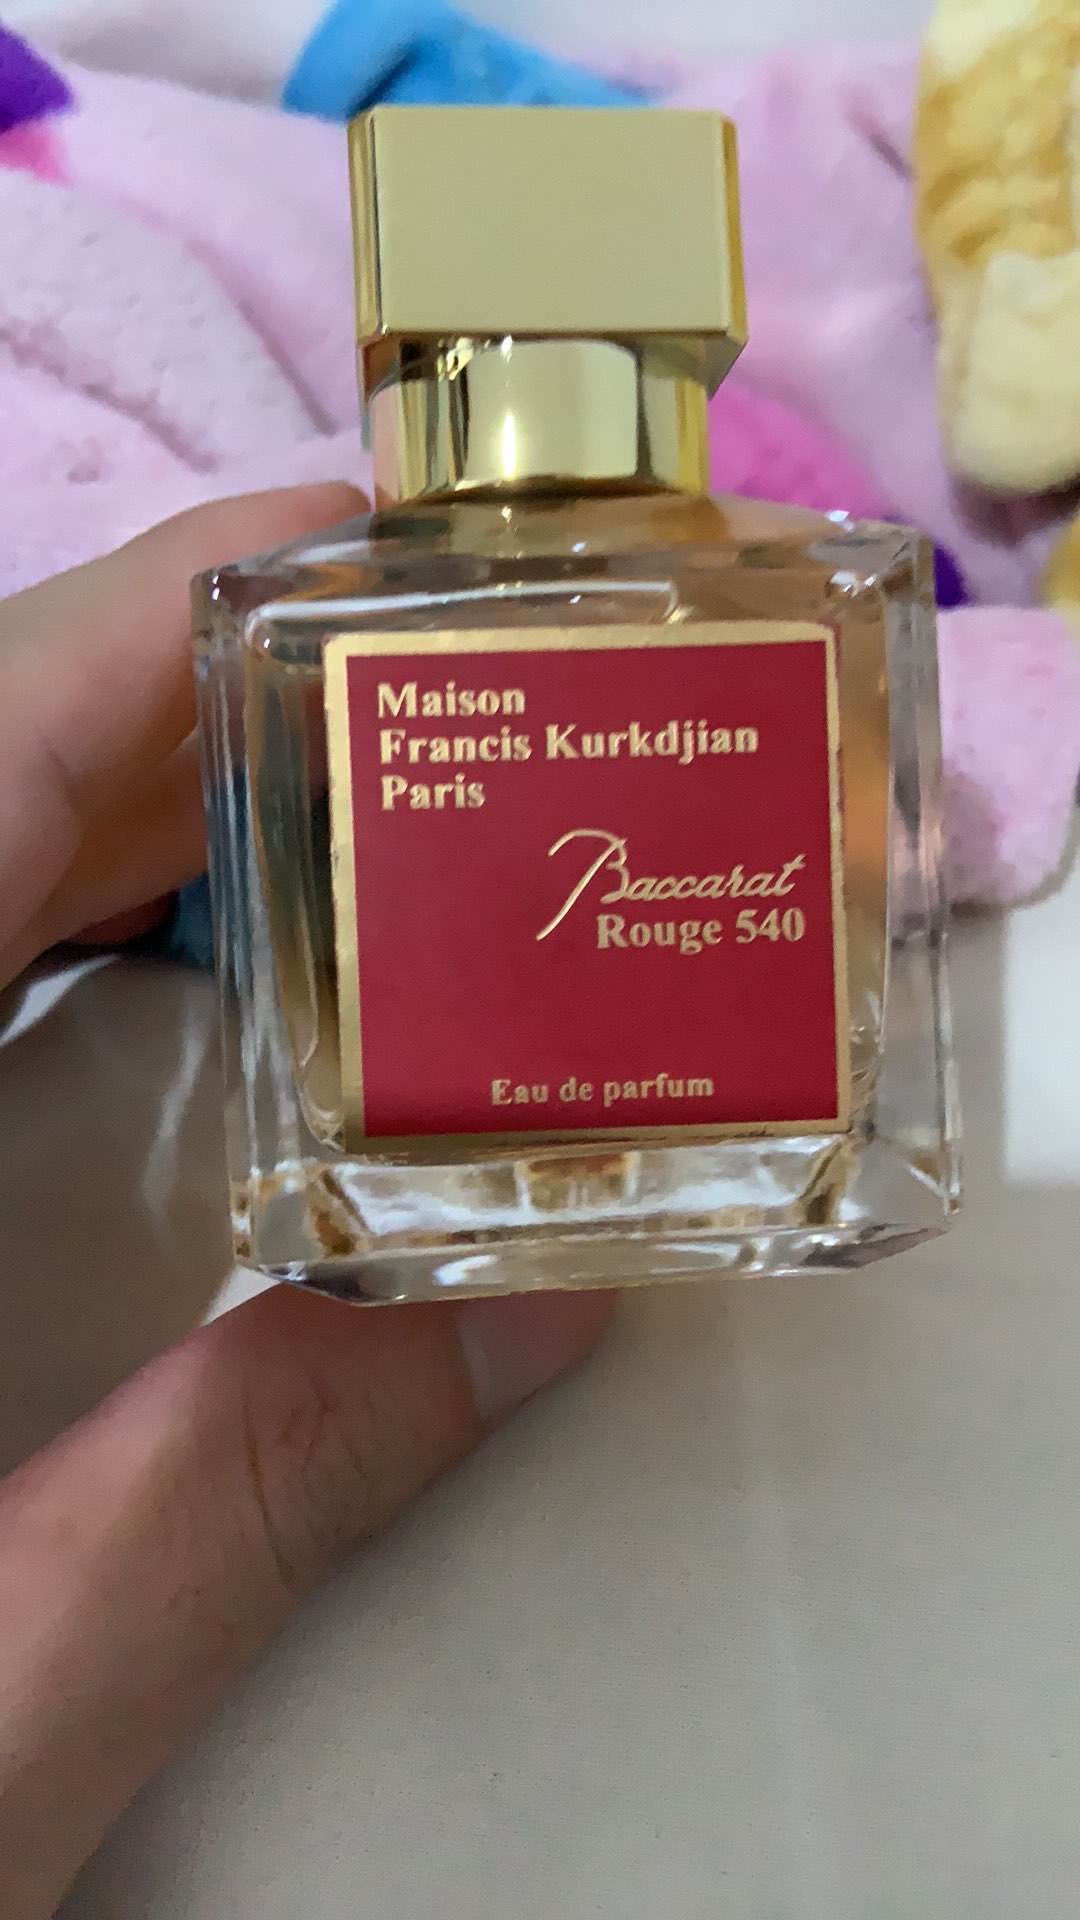 Maison
Francis Kurkdjian
Paris
Baccarat
Rouge 540
Eau de parfum